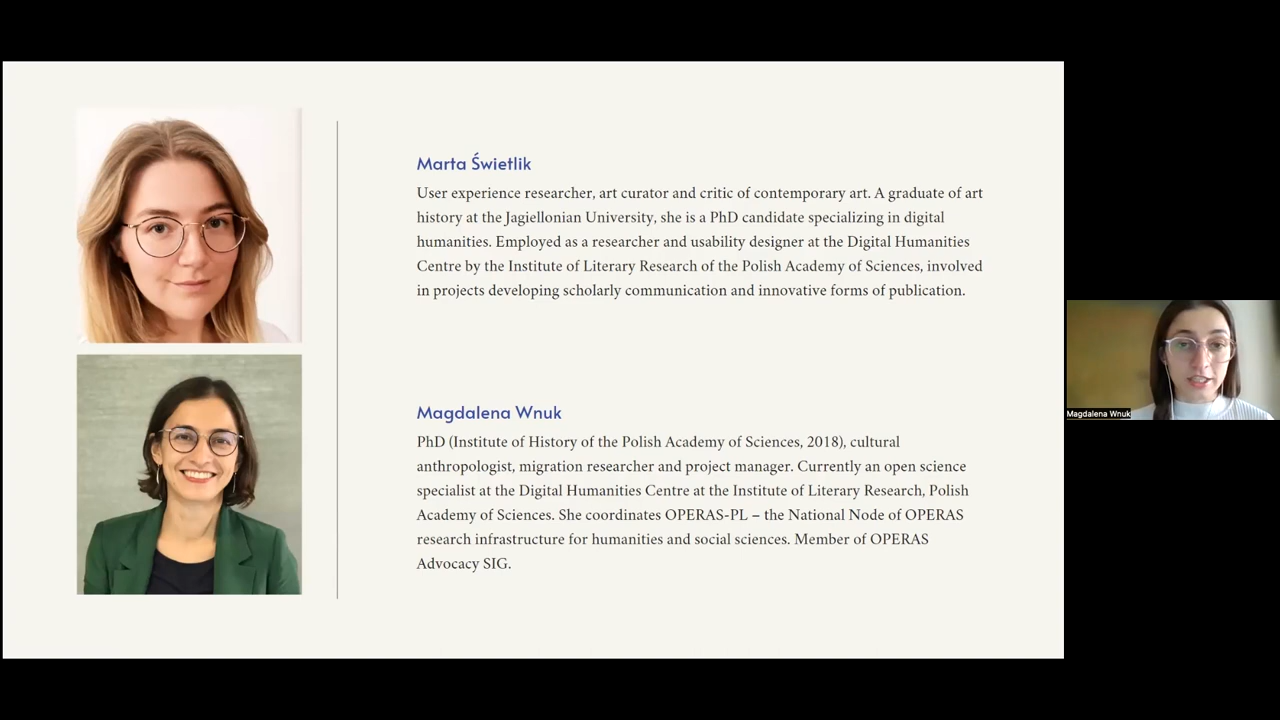 Marta Świetlik
User experience researcher, art curator and critic of contemporary art. A graduate of art
history at the Jagiellonian University, she is a PhD candidate specializing in digital
humanities. Employed as a researcher and usability designer at the Digital Humanities
Centre by the Institute of Literary Research of the Polish Academy of Sciences, involved
in projects developing scholarly communication and innovative forms of publication.
Magdalena Wnuk
PhD (Institute of History of the Polish Academy of Sciences, 2018), cultural
anthropologist, migration researcher and project manager. Currently an open science
specialist at the Digital Humanities Centre at the Institute of Literary Research, Polish
Academy of Sciences. She coordinates OPERAS-PL – the National Node of OPERAS
research infrastructure for humanities and social sciences. Member of OPERAS
Advocacy SIG.
Magdalena Wnuk